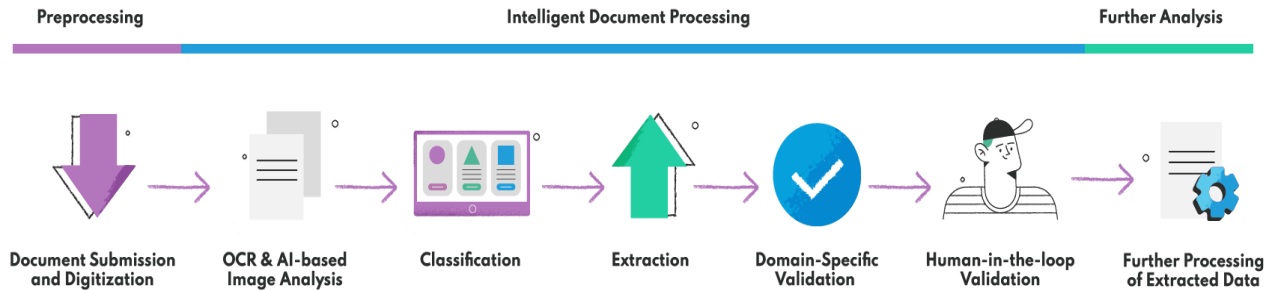 Preprocessing
Intelligent Document Processing
Further Analysis
Document Submission
and Digitization
OCR & AI-based
Image Analysis
Classification
Extraction
Domain-Specific
Validation
Human-in-the-loop
Validation
Further Processing
of Extracted Data